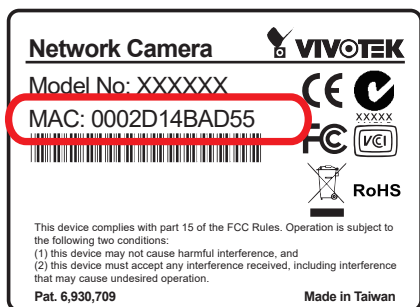 Network Camera
VIVOTEK
Model No: XXXXXX
MAC: 0002D14BAD55
CE
XXXXX
FC
VCI
RoHS
This device complies with part 15 of the FCC Rules. Operation is subject to
the following two conditions:
(1) this device may not cause harmful interference, and
(2) this device must accept any interference received, including interference
that may cause undesired operation.
Pat. 6,930,709
Made in Taiwan